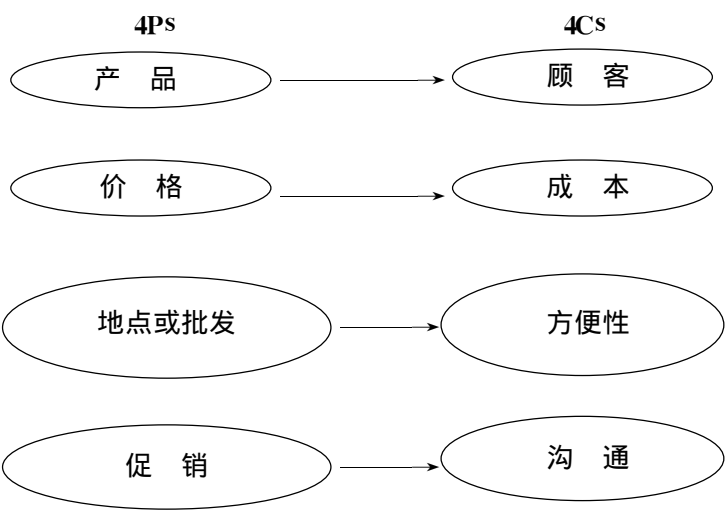 4Ps 4Cs
产 品 顾 客
价 格 成 本
地点或批发 方便性
促 销 沟 通